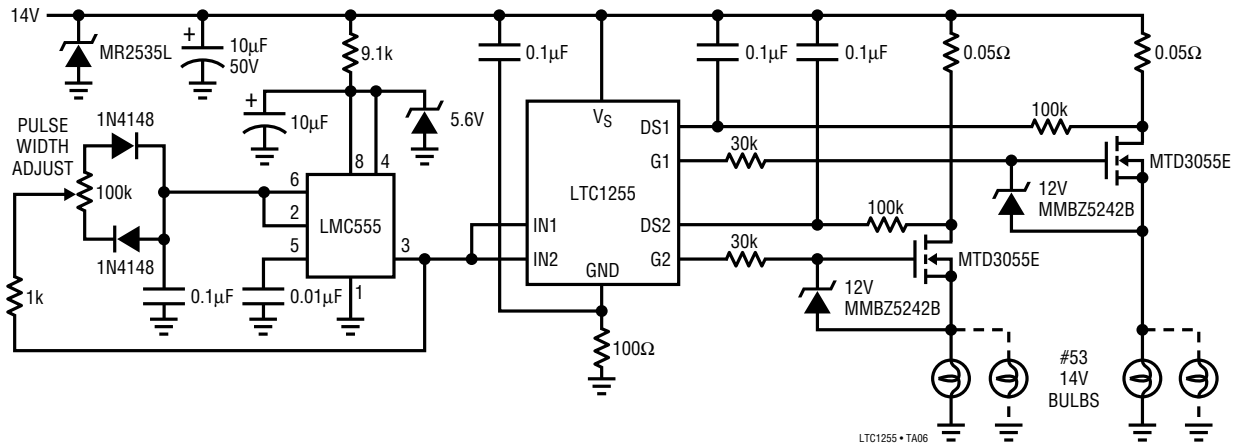 14V
MR2535L
+
10µF
50V
9.1k
0.1µF
0.1µF
0.1µF
0.05Ω
0.05Ω
+
10µF
5.6V
PULSE
WIDTH
ADJUST
1N4148
100k
1N4148
1k
0.1µF
0.01µF
8
4
6
2
5
3
1
LMC555
VS
LTC1255
IN1
IN2
GND
DS1
G1
DS2
G2
100Ω
100k
30k
100k
30k
12V
MMBZ5242B
MTD3055E
12V
MMBZ5242B
MTD3055E
#53
14V
BULBS
LTC1255 • TA06